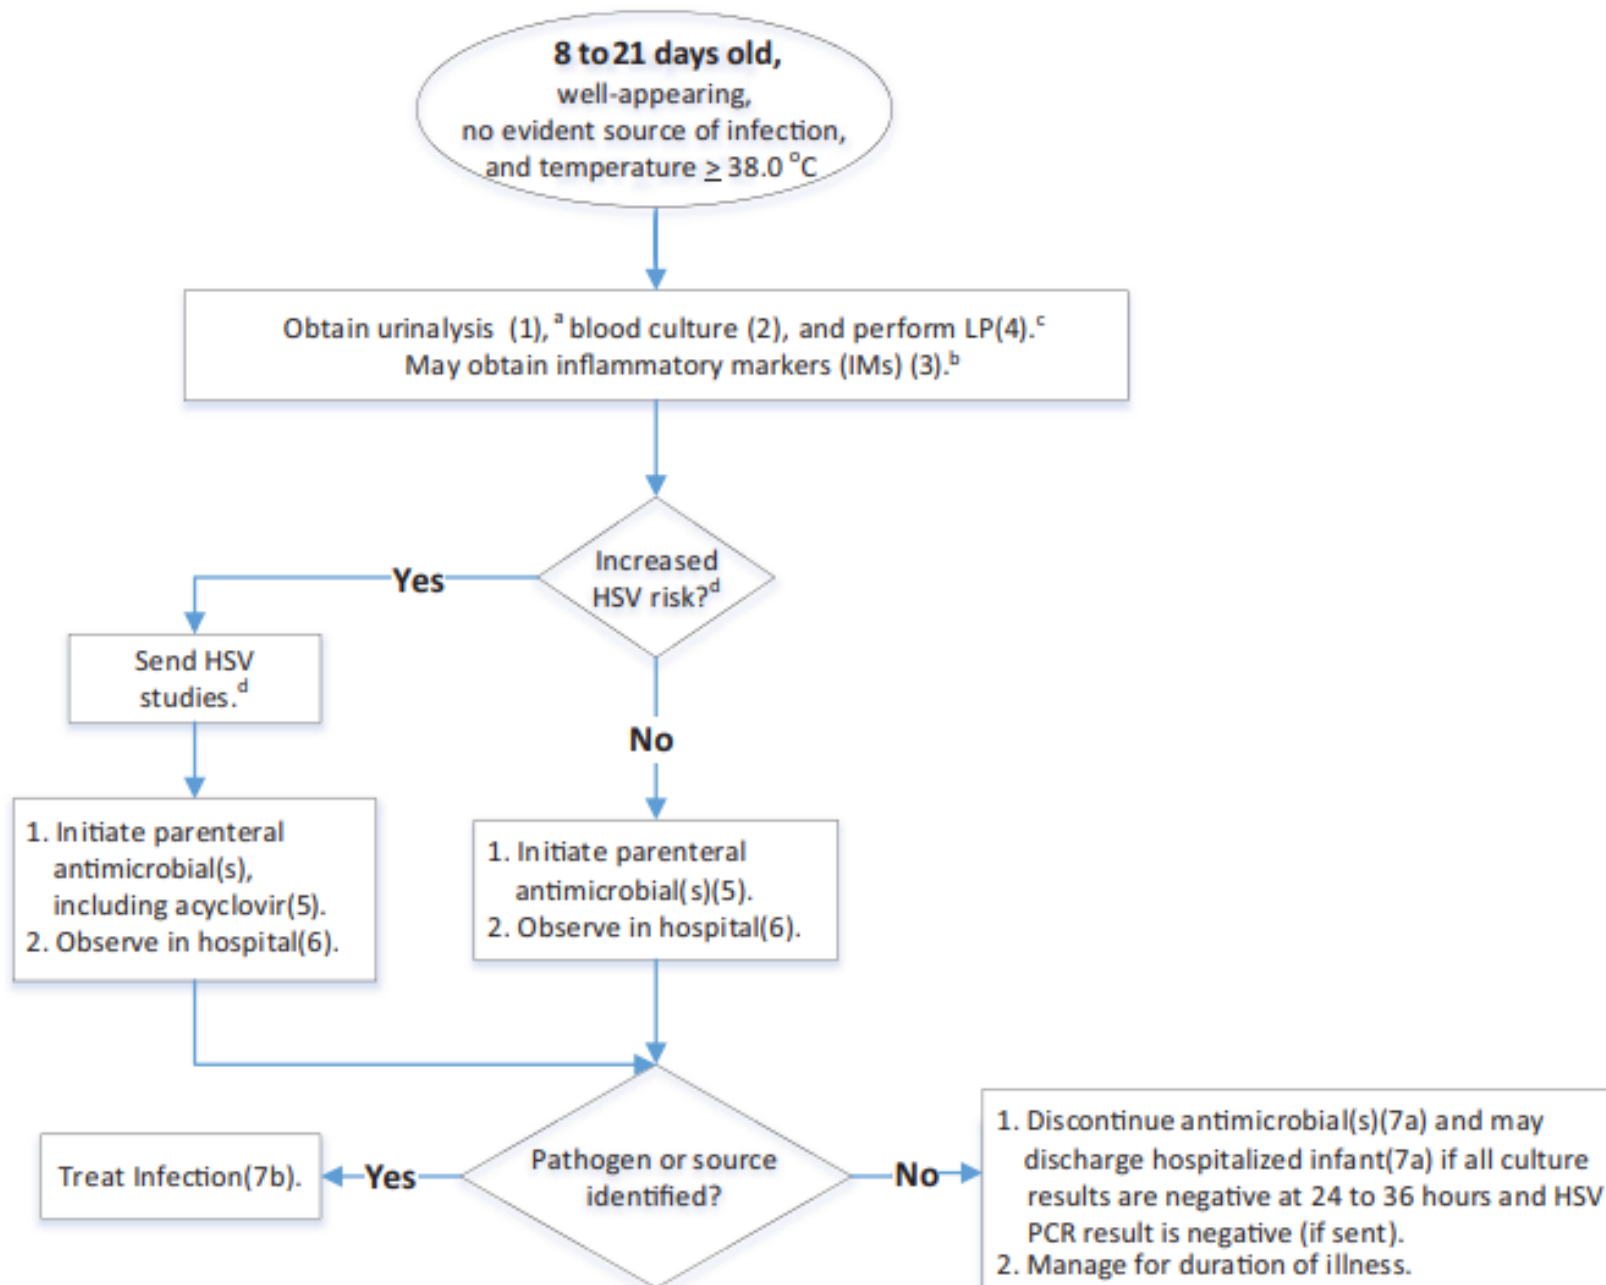 8 to 21 days old,
well-appearing,
no evident source of infection,
and temperature ≥ 38.0 °C
Obtain urinalysis (1),ᵃ blood culture (2), and perform LP(4).ᶜ
May obtain inflammatory markers (IMs) (3).ᵇ
Increased
HSV risk?ᵈ
Yes
Send HSV
studies.ᵈ
No
1. Initiate parenteral
antimicrobial(s),
including acyclovir(5).
2. Observe in hospital(6).
1. Initiate parenteral
antimicrobial(s)(5).
2. Observe in hospital(6).
Pathogen or source
identified?
Yes
Treat Infection(7b).
No
1. Discontinue antimicrobial(s)(7a) and may
discharge hospitalized infant(7a) if all culture
results are negative at 24 to 36 hours and HSV
PCR result is negative (if sent).
2. Manage for duration of illness.